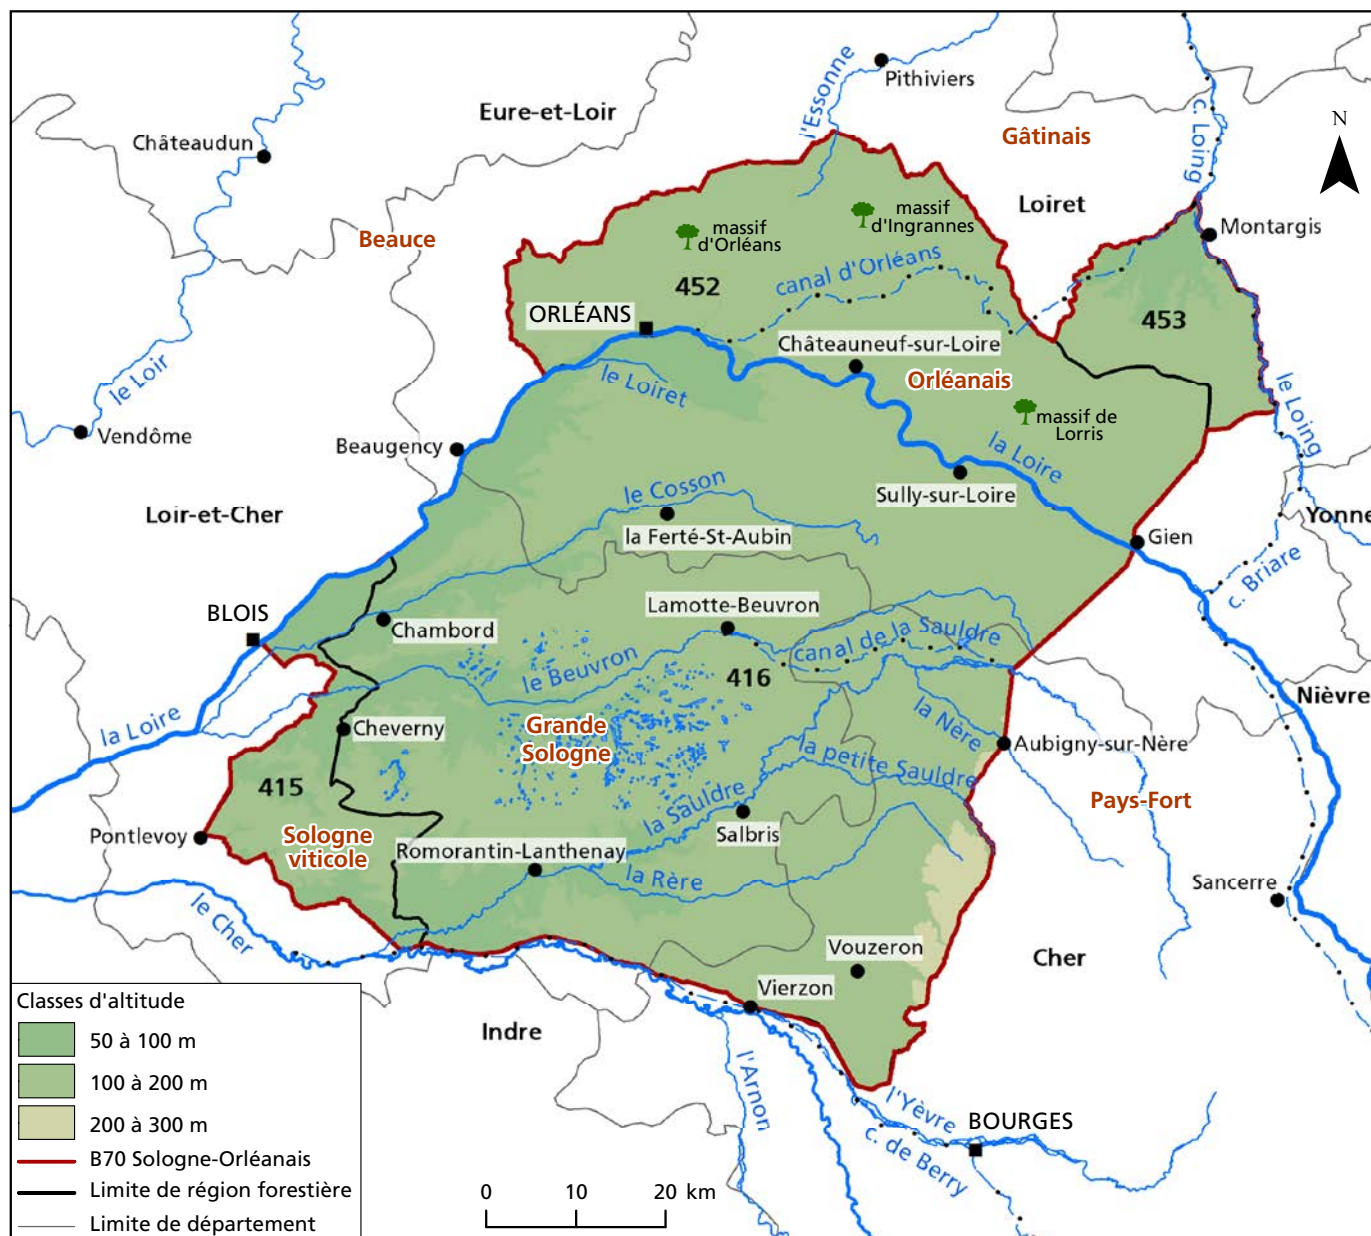 Pithiviers
l'Essonne
Eure-et-Loir
c. Loing
N
Châteaudun
Gâtinais
Loiret
massif
d'Ingrannes
massif
d'Orléans
Montargis
Beauce
canal d'Orléans
452
ORLÉANS
453
Châteauneuf-sur-Loire
le Loir
le Loiret
Orléanais
le Loing
massif de
Lorris
Vendôme
Beaugency
la Loire
Sully-sur-Loire
le Cosson
Loir-et-Cher
la Ferté-St-Aubin
Yonne
Gien
c. Briare
BLOIS
Lamotte-Beuvron
Chambord
canal de la Sauldre
le Beuvron
416
Nièvre
la Loire
Cheverny
Grande
Sologne
la Nère
Aubigny-sur-Nère
la petite Sauldre
415
la Sauldre
Pays-Fort
Pontlevoy
Sologne
viticole
Salbris
Romorantin-Lanthenay
la Rère
Sancerre
le Cher
Vouzeron
Cher
Vierzon
Classes d'altitude
50 à 100 m
100 à 200 m
200 à 300 m
B70 Sologne-Orléanais
Limite de région forestière
Limite de département
Indre
l'Arnon
l'Yèvre
BOURGES
c. de Berry
0 10 20 km